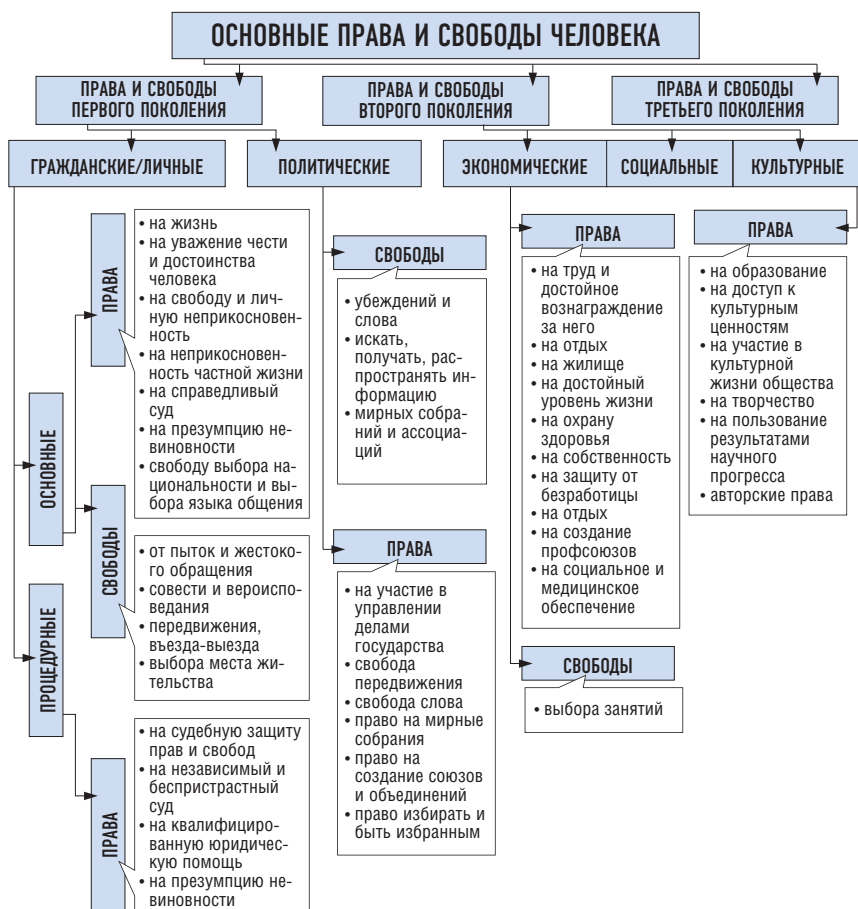 ОСНОВНЫЕ ПРАВА И СВОБОДЫ ЧЕЛОВЕКА
ПРАВА И СВОБОДЫ
ПЕРВОГО ПОКОЛЕНИЯ
ПРАВА И СВОБОДЫ
ВТОРОГО ПОКОЛЕНИЯ
ПРАВА И СВОБОДЫ
ТРЕТЬЕГО ПОКОЛЕНИЯ
ГРАЖДАНСКИЕ/ЛИЧНЫЕ
ПОЛИТИЧЕСКИЕ
ЭКОНОМИЧЕСКИЕ
СОЦИАЛЬНЫЕ
КУЛЬТУРНЫЕ
ОСНОВНЫЕ
ПРАВА
• на жизнь
• на уважение чести
и достоинства
человека
• на свободу и лич-
ную неприкосновен-
ность
• на неприкосновен-
ность частной жизни
• на справедливый
суд
• на презумпцию не-
виновности
• свободу выбора на-
циональности и вы-
бора языка общения
СВОБОДЫ
• от пыток и жестоко-
го обращения
• совести и вероиспо-
ведания
• передвижения,
въезда-выезда
• выбора места жи-
тельства
ПРОЦЕДУРНЫЕ
ПРАВА
• на судебную защиту
прав и свобод
• на независимый и
беспристрастный
суд
• на квалифициро-
ванную юридичес-
кую помощь
• на презумпцию не-
виновности
СВОБОДЫ
• убеждений и
слова
• искать,
получать, рас-
пространять ин-
формацию
• мирных собра-
ний и ассоциа-
ций
ПРАВА
• на участие в
управлении
делами
государства
• свобода
передвижения
• свобода слова
• право на мирные
собрания
• право на
создание союзов
и объединений
• право избирать и
быть избранным
ПРАВА
• на труд и
достойное
вознаграждение
за него
• на отдых
• на жилище
• на достойный
уровень жизни
• на охрану
здоровья
• на собственность
• на защиту от
безработицы
• на отдых
• на создание
профсоюзов
• на социальное и
медицинское
обеспечение
СВОБОДЫ
• выбора занятий
ПРАВА
• на образование
• на доступ к
культурным
ценностям
• на участие в
культурной
жизни общества
• на творчество
• на пользование
результатами
научного
прогресса
• авторские права